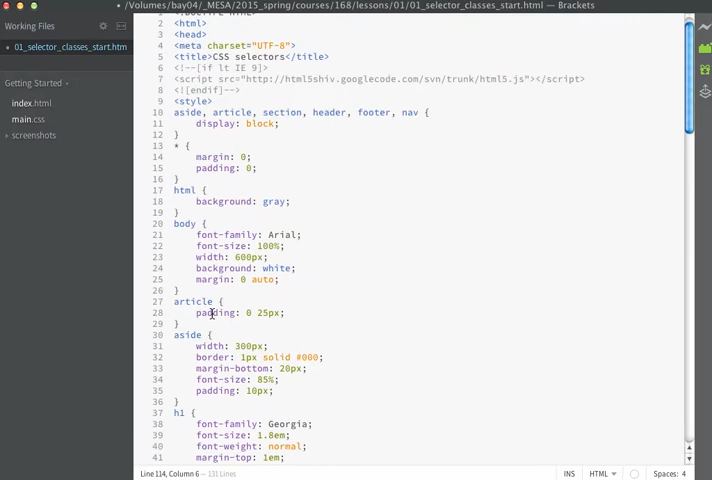 • /Volumes/bay04/_MESA/2015_spring/courses/168/lessons/01/01_selector_classes_start.html — Brackets
Working Files
• 01_selector_classes_start.htm
Getting Started
index.html
main.css
screenshots
2 <html>
3 <head>
4 <meta charset="UTF-8">
5 <title>CSS selectors</title>
6 <!--[if lt IE 9]>
7 <script src="http://html5shiv.googlecode.com/svn/trunk/html5.js"></script>
8 <![endif]-->
9 <style>
10 aside, article, section, header, footer, nav {
11 display: block;
12 }
13 * {
14 margin: 0;
15 padding: 0;
16 }
17 html {
18 background: gray;
19 }
20 body {
21 font-family: Arial;
22 font-size: 100%;
23 width: 600px;
24 background: white;
25 margin: 0 auto;
26 }
27 article {
28 padding: 0 25px;
29 }
30 aside {
31 width: 300px;
32 border: 1px solid #000;
33 margin-bottom: 20px;
34 font-size: 85%;
35 padding: 10px;
36 }
37 h1 {
38 font-family: Georgia;
39 font-size: 1.8em;
40 font-weight: normal;
41 margin-top: 1em;
Line 114, Column 6 — 131 Lines
INS
HTML
Spaces: 4